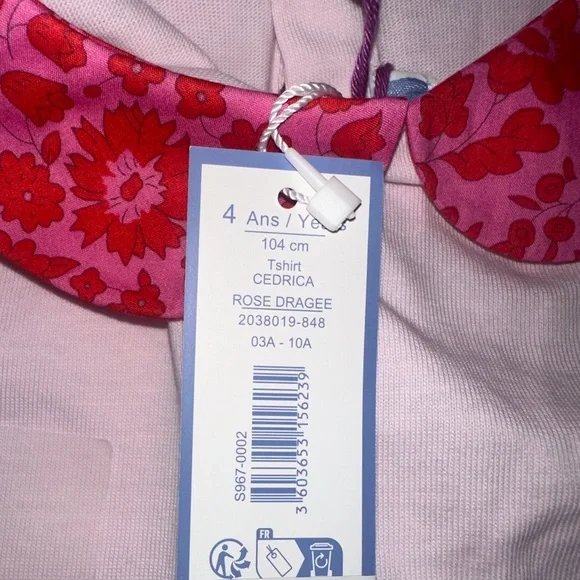 4 Ans / Years
104 cm
Tshirt
CEDRICA
ROSE DRAGEE
2038019-848
03A - 10A
S967-0002
3 603653 156239
FR